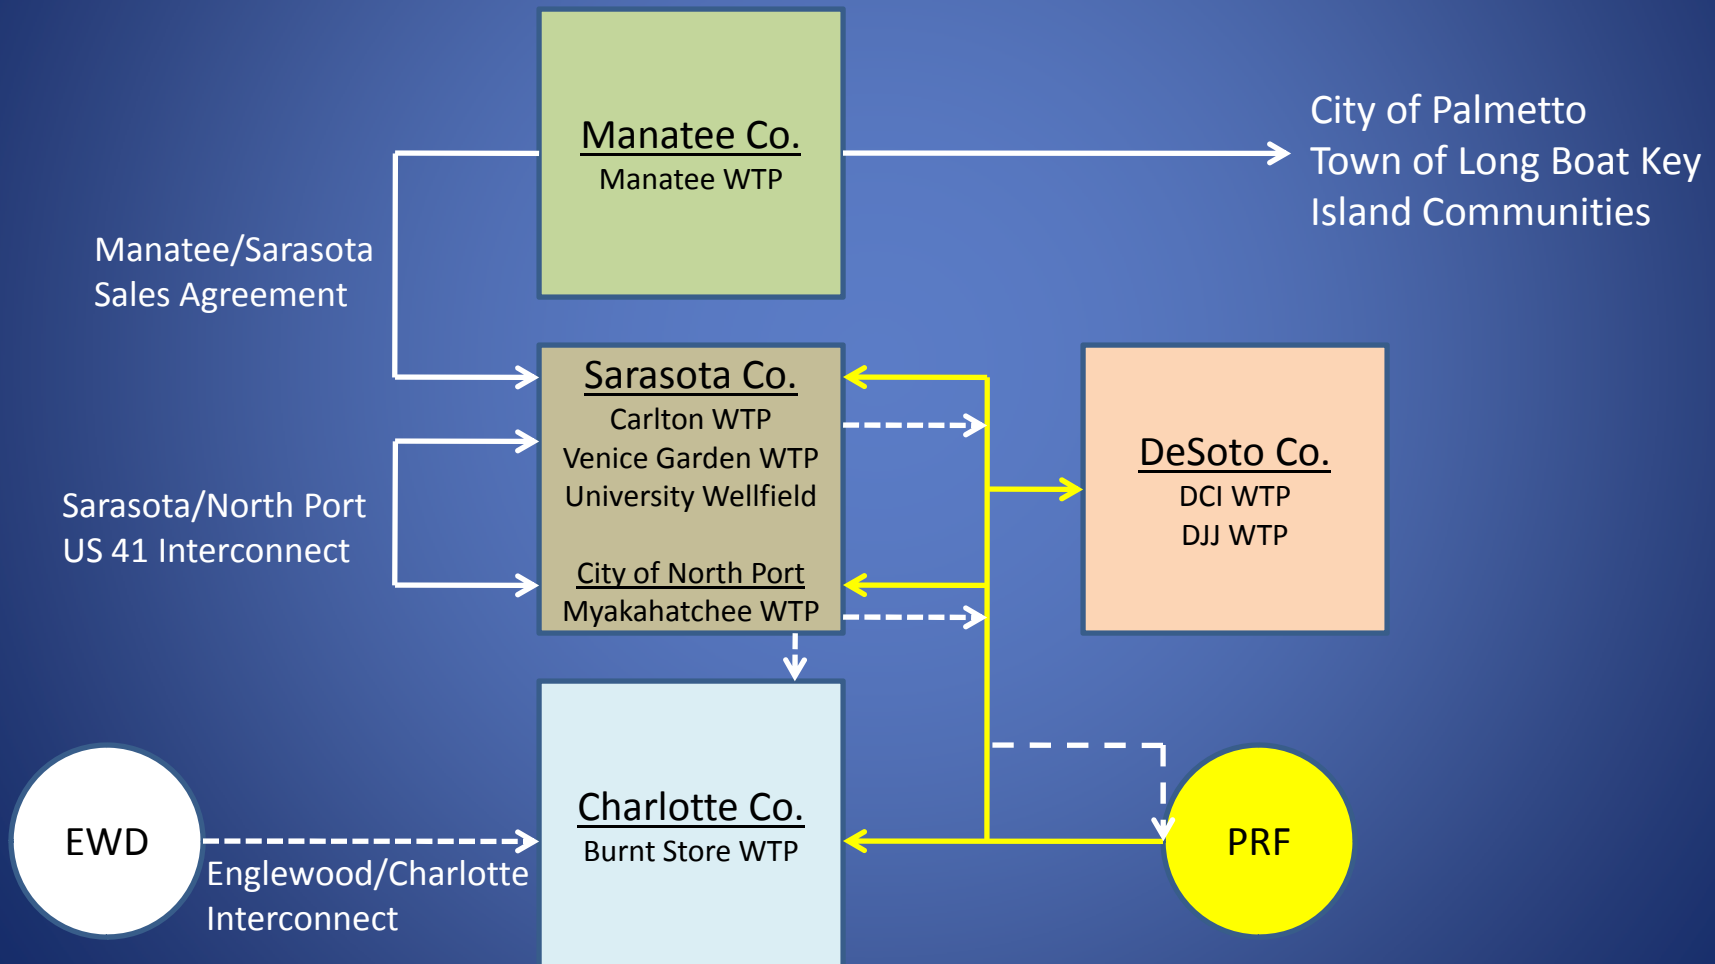 Manatee Co.
Manatee WTP
City of Palmetto
Town of Long Boat Key
Island Communities
Manatee/Sarasota
Sales Agreement
Sarasota Co.
Carlton WTP
Venice Garden WTP
University Wellfield
City of North Port
Myakahatchee WTP
DeSoto Co.
DCI WTP
DJJ WTP
Sarasota/North Port
US 41 Interconnect
EWD
Englewood/Charlotte
Interconnect
Charlotte Co.
Burnt Store WTP
PRF